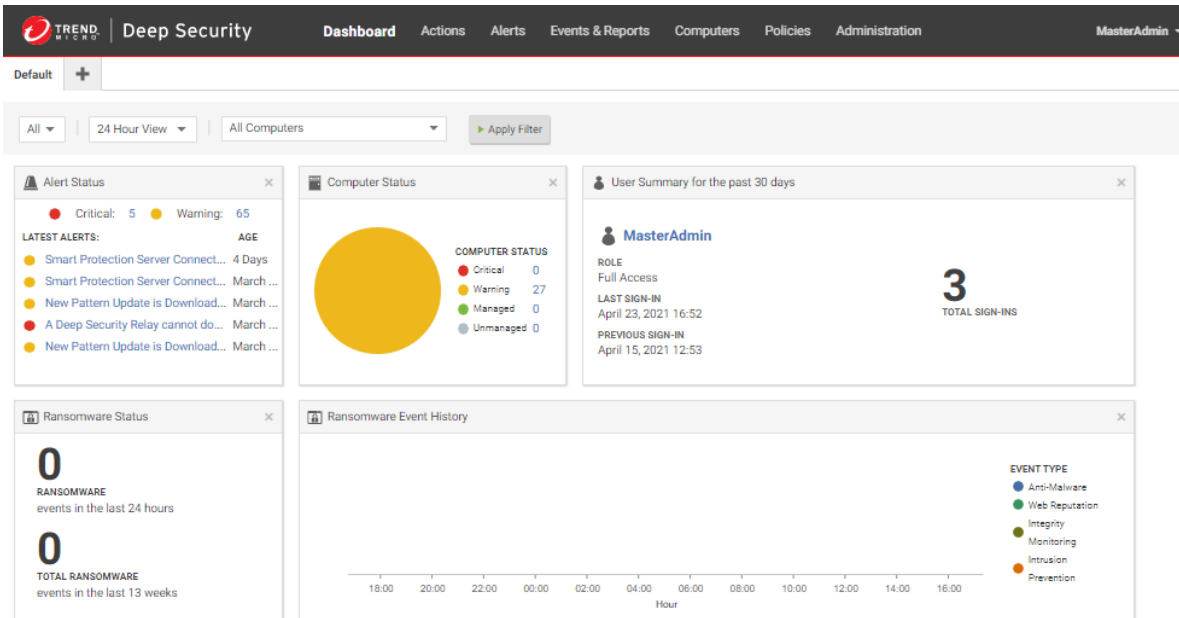 TREND MICRO | Deep Security Dashboard Actions Alerts Events & Reports Computers Policies Administration MasterAdmin
Default
All 24 Hour View All Computers Apply Filter
Alert Status
Critical: 5 Warning: 65
LATEST ALERTS: AGE
Smart Protection Server Connect... 4 Days
Smart Protection Server Connect... March ...
New Pattern Update is Download... March ...
A Deep Security Relay cannot do... March ...
New Pattern Update is Download... March ...
Computer Status
COMPUTER STATUS
Critical 0
Warning 27
Managed 0
Unmanaged 0
User Summary for the past 30 days
MasterAdmin
ROLE
Full Access
LAST SIGN-IN
April 23, 2021 16:52
PREVIOUS SIGN-IN
April 15, 2021 12:53
3
TOTAL SIGN-INS
Ransomware Status
0
RANSOMWARE
events in the last 24 hours
0
TOTAL RANSOMWARE
events in the last 13 weeks
Ransomware Event History
EVENT TYPE
Anti-Malware
Web Reputation
Integrity
Monitoring
Intrusion
Prevention
18:00 20:00 22:00 00:00 02:00 04:00 06:00 08:00 10:00 12:00 14:00 16:00
Hour